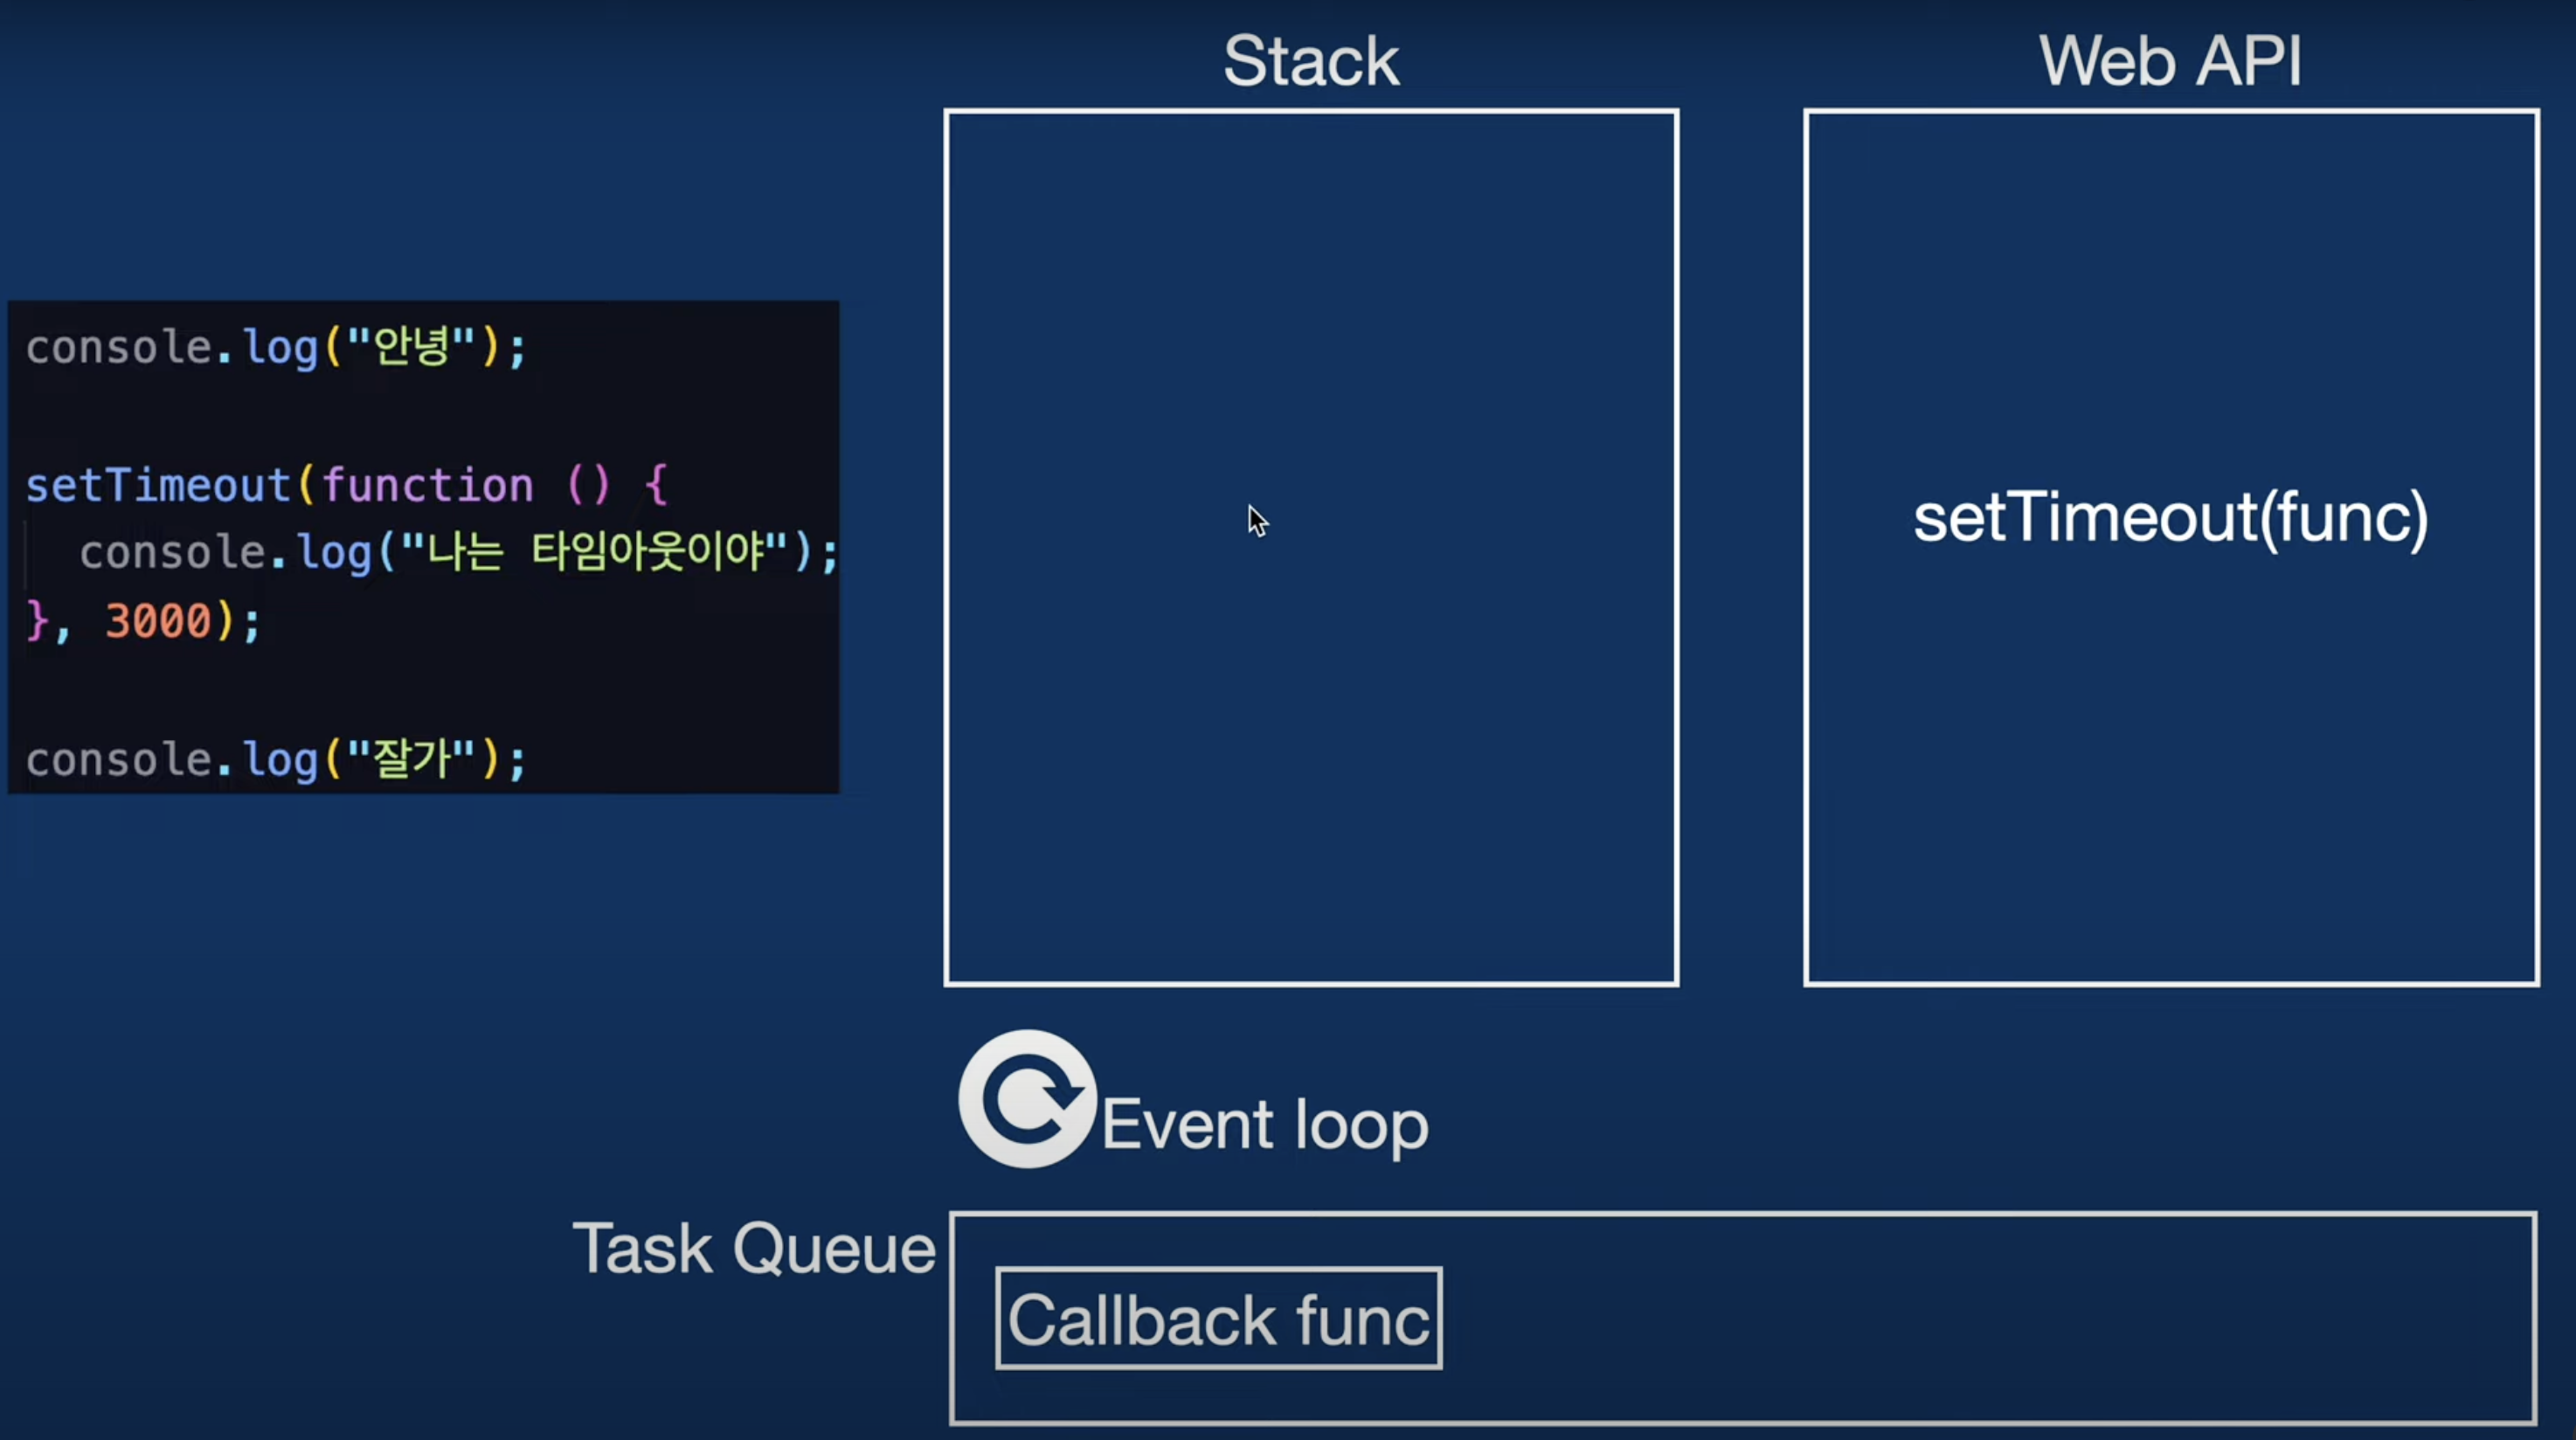 Stack
Web API
console.log("안녕");
setTimeout(function () {
console.log("나는 타임아웃이야");
}, 3000);
console.log("잘가");
setTimeout(func)
Event loop
Task Queue
Callback func